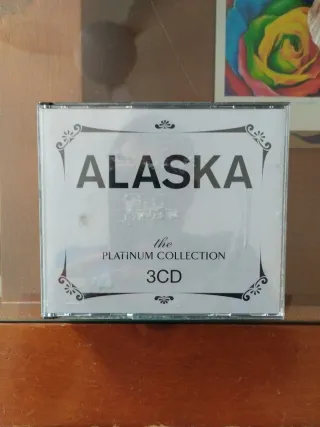 ALASKA
the
PLATINUM COLLECTION
3CD